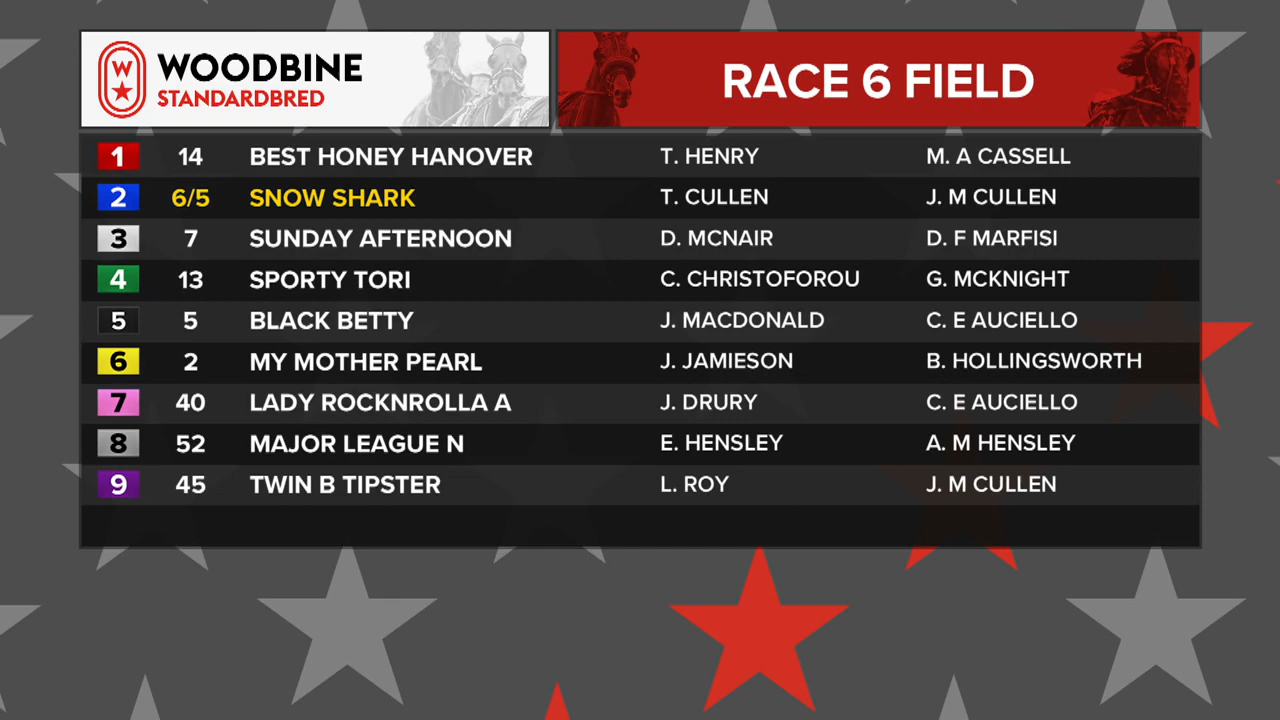 W
WOODBINE
STANDARDBRED
RACE 6 FIELD
1 14 BEST HONEY HANOVER T. HENRY M. A CASSELL
2 6/5 SNOW SHARK T. CULLEN J. M CULLEN
3 7 SUNDAY AFTERNOON D. MCNAIR D. F MARFISI
4 13 SPORTY TORI C. CHRISTOFOROU G. MCKNIGHT
5 5 BLACK BETTY J. MACDONALD C. E AUCIELLO
6 2 MY MOTHER PEARL J. JAMIESON B. HOLLINGSWORTH
7 40 LADY ROCKNROLLA A J. DRURY C. E AUCIELLO
8 52 MAJOR LEAGUE N E. HENSLEY A. M HENSLEY
9 45 TWIN B TIPSTER L. ROY J. M CULLEN